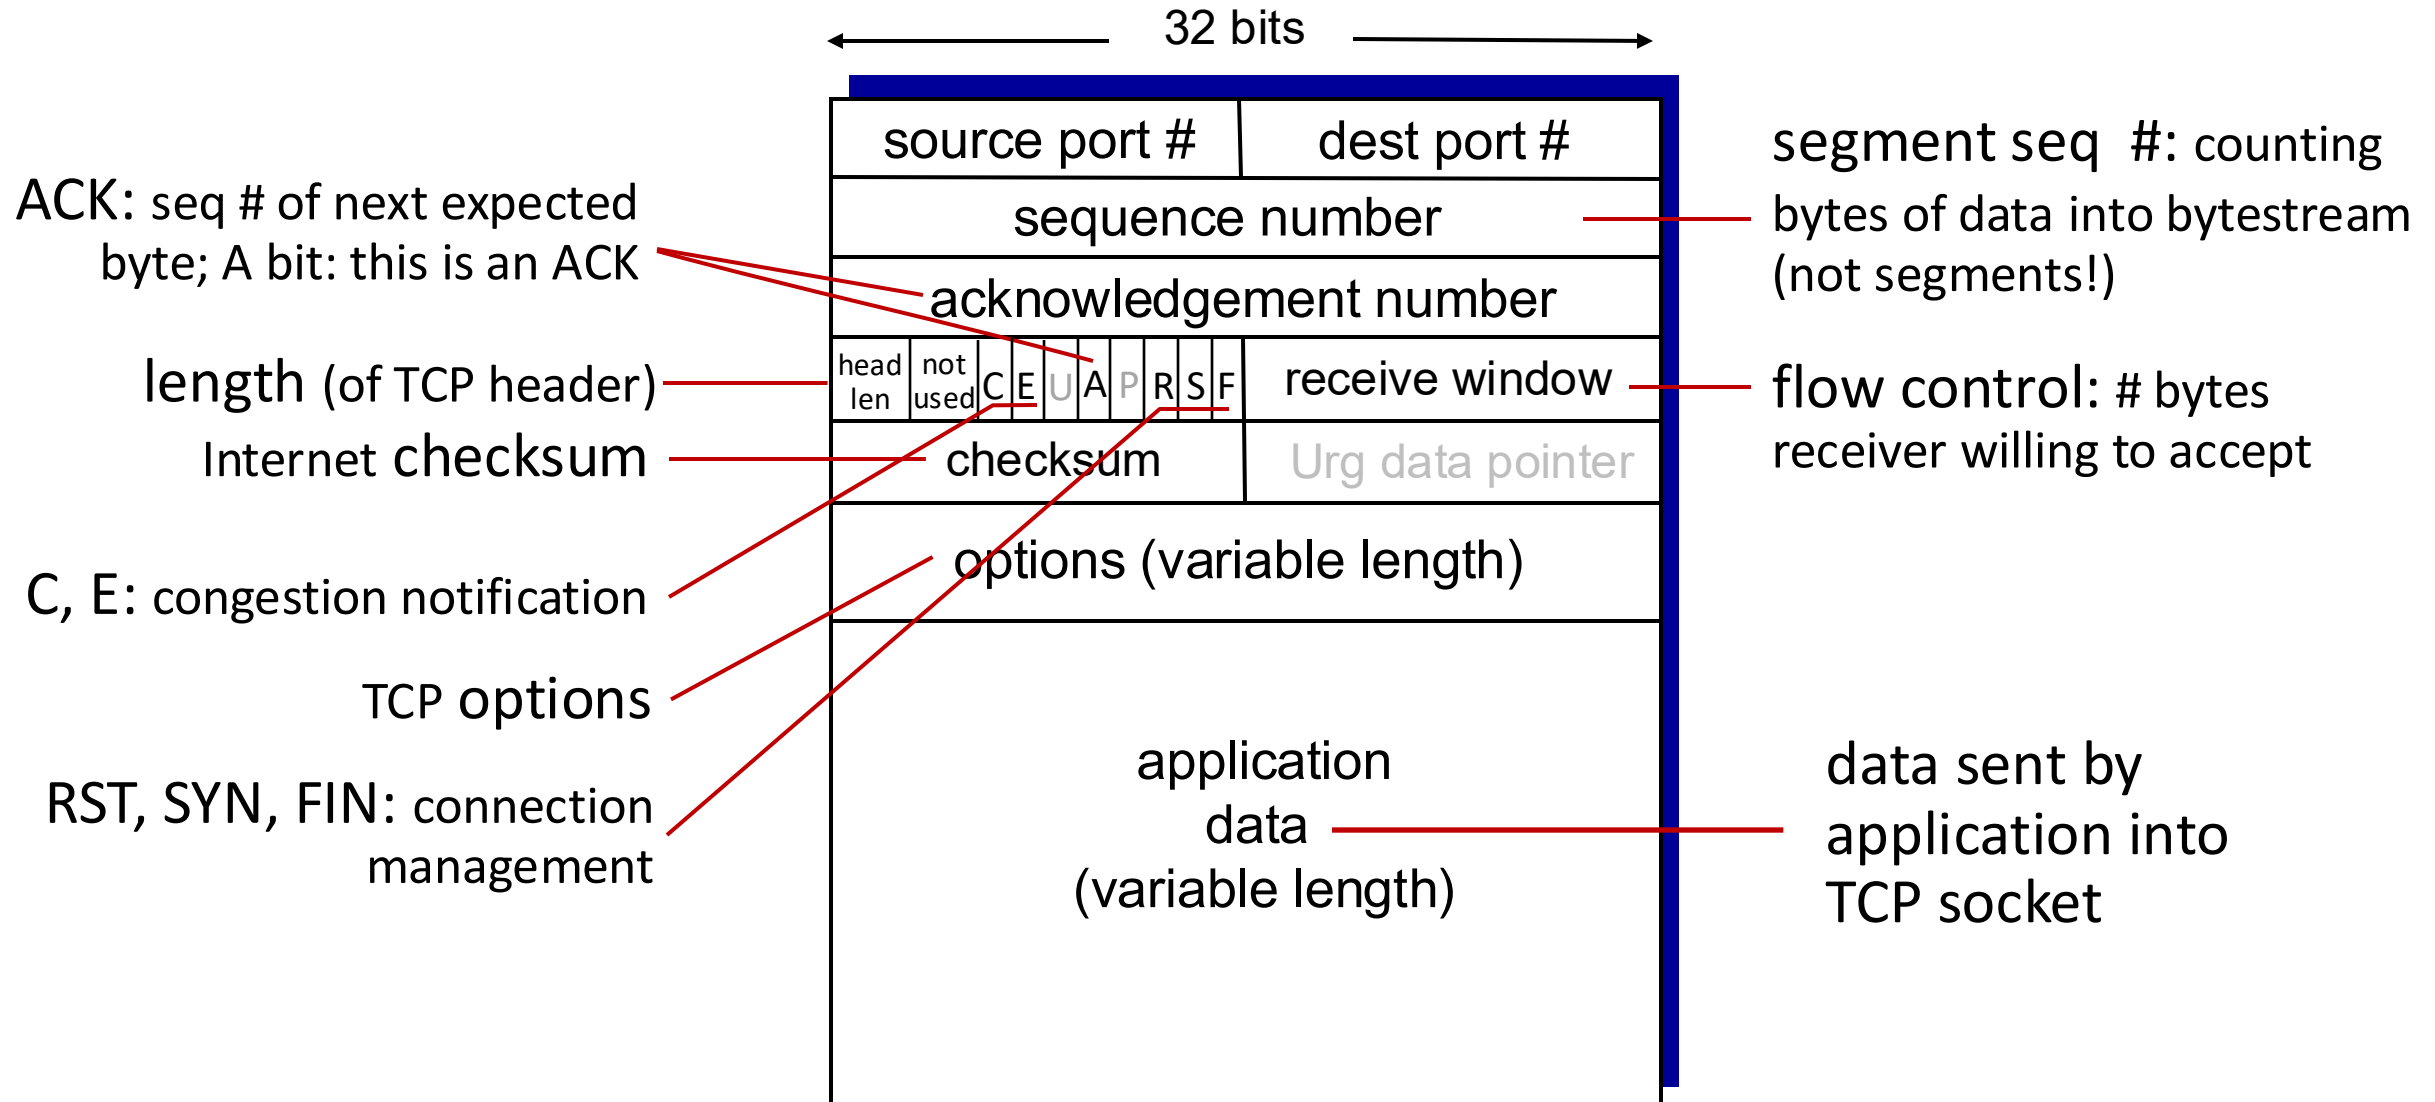 32 bits
source port # dest port #
sequence number
acknowledgement number
head len not used C E U A P R S F receive window
checksum Urg data pointer
options (variable length)
application
data
(variable length)
ACK: seq # of next expected
byte; A bit: this is an ACK
length (of TCP header)
Internet checksum
C, E: congestion notification
TCP options
RST, SYN, FIN: connection
management
segment seq #: counting
bytes of data into bytestream
(not segments!)
flow control: # bytes
receiver willing to accept
data sent by
application into
TCP socket